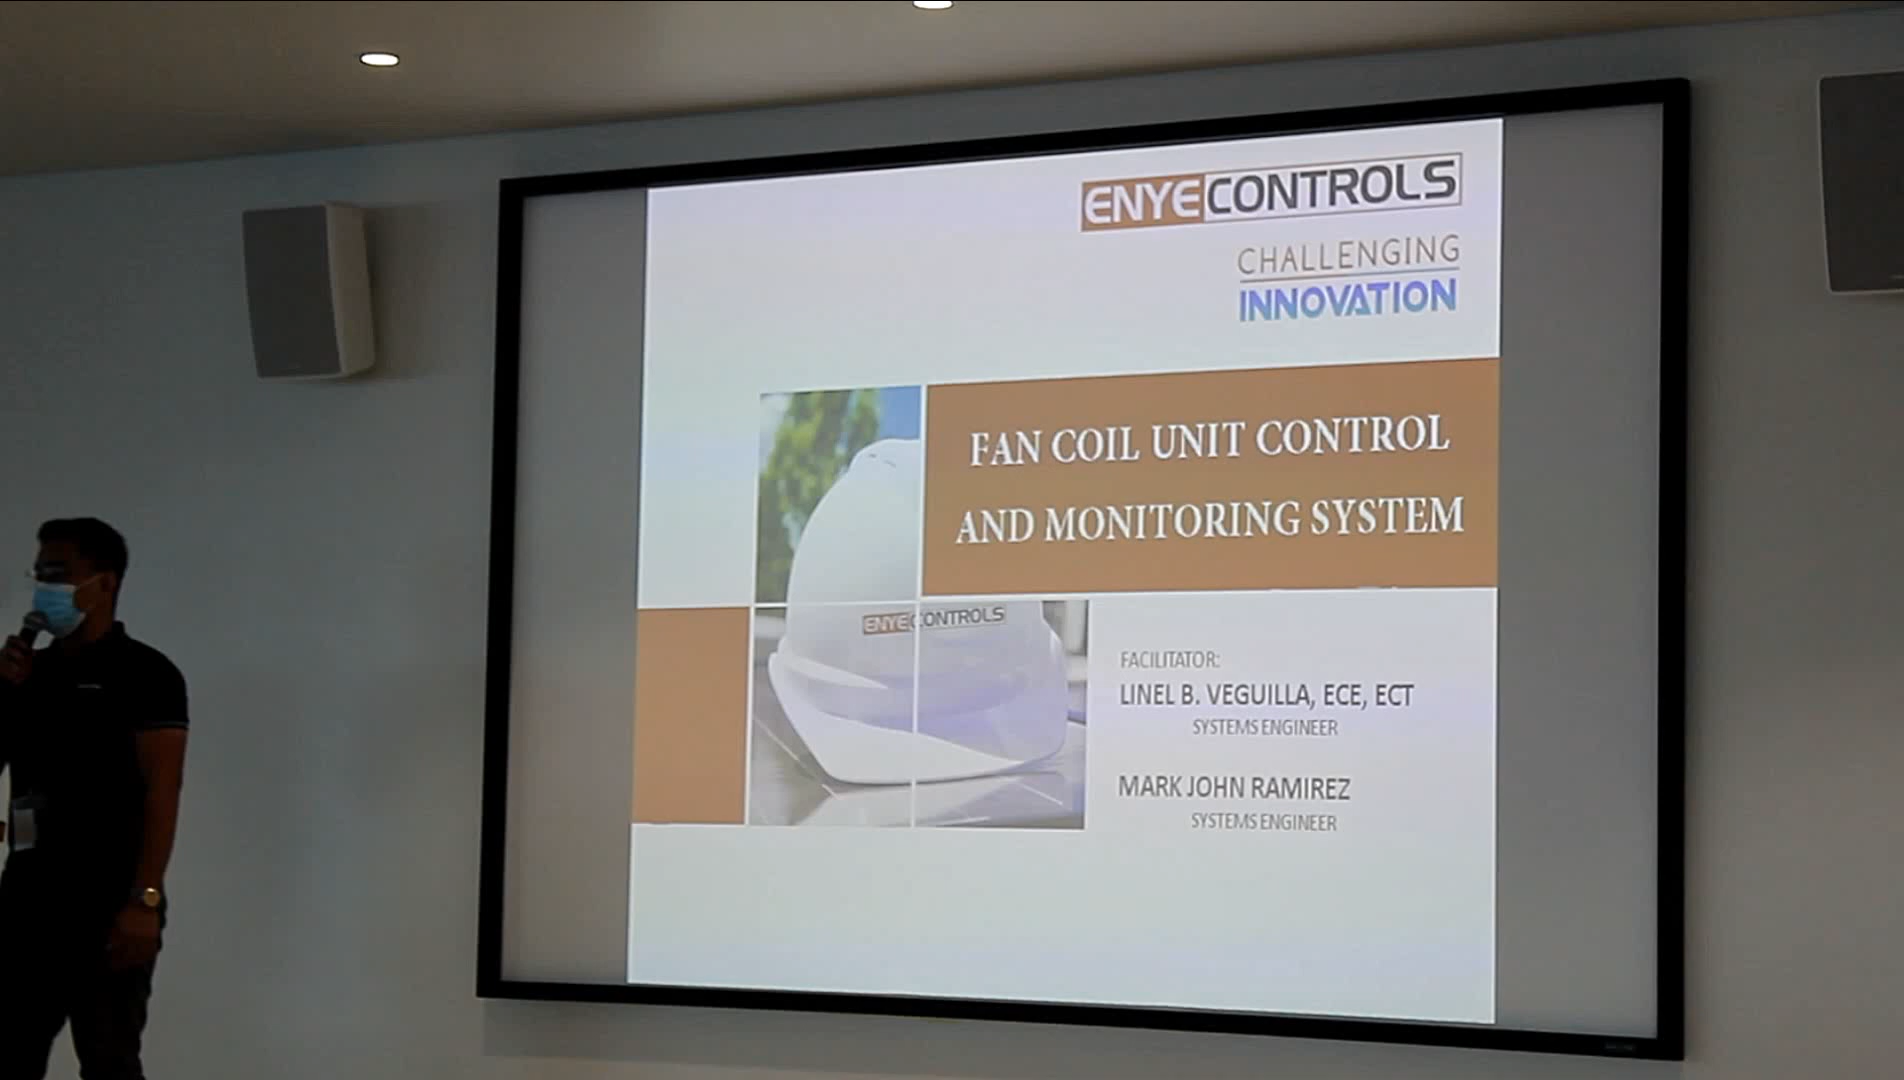 ENYECONTROLS
CHALLENGING
INNOVATION
FAN COIL UNIT CONTROL
AND MONITORING SYSTEM
ENYECONTROLS
FACILITATOR:
LINEL B. VEGUILLA, ECE, ECT
SYSTEMS ENGINEER
MARK JOHN RAMIREZ
SYSTEMS ENGINEER